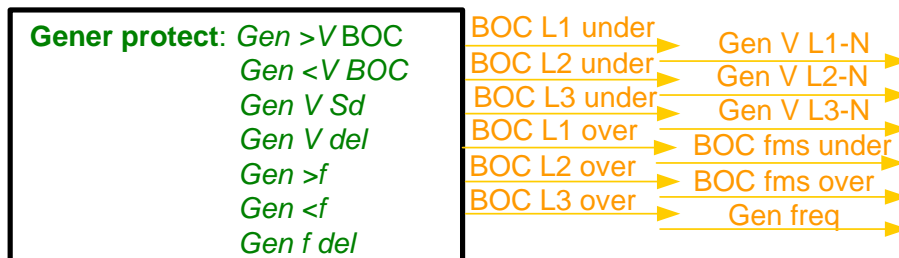 Gener protect: Gen >V BOC
Gen <V BOC
Gen V Sd
Gen V del
Gen >f
Gen <f
Gen f del
BOC L1 under
BOC L2 under
BOC L3 under
BOC L1 over
BOC L2 over
BOC L3 over
Gen V L1-N
Gen V L2-N
Gen V L3-N
BOC fms under
BOC fms over
Gen freq